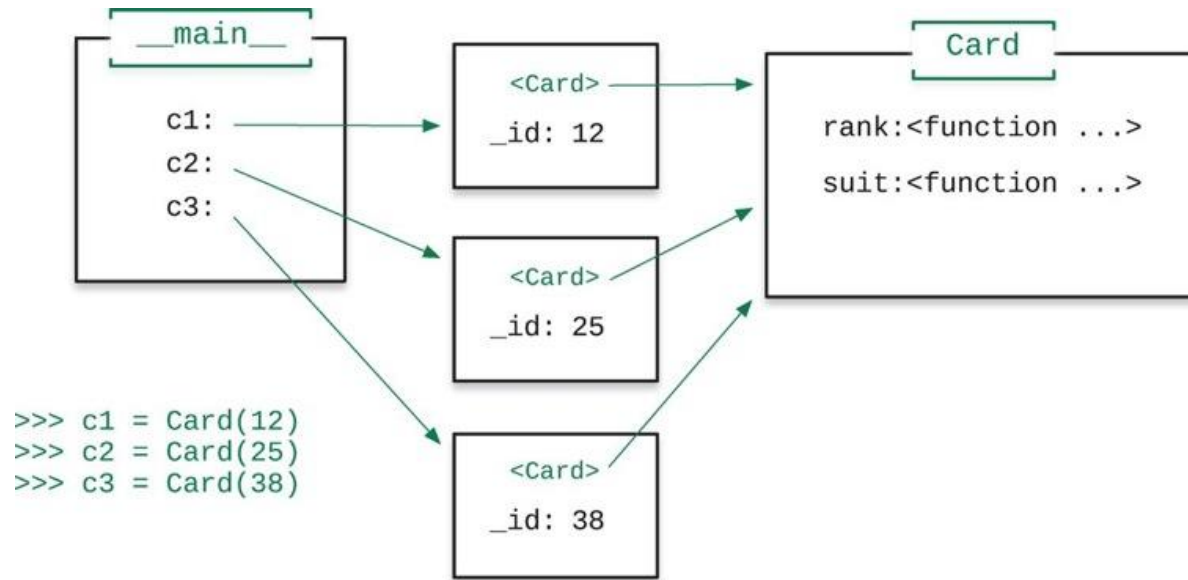 __main__
c1:
c2:
c3:
<Card>
_id: 12
<Card>
_id: 25
<Card>
_id: 38
Card
rank:<function ...>
suit:<function ...>
>>> c1 = Card(12)
>>> c2 = Card(25)
>>> c3 = Card(38)